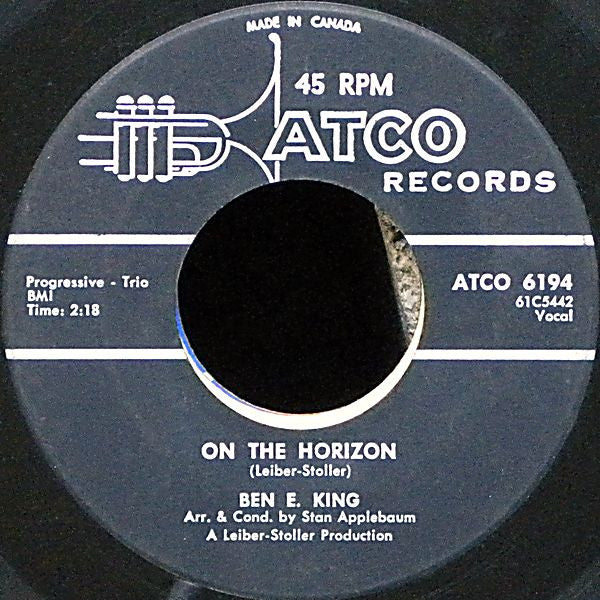 MADE IN CANADA
45 RPM
ATCO
RECORDS
Progressive - Trio
BMI
Time: 2:18
ATCO 6194
61C5442
Vocal
ON THE HORIZON
(Leiber-Stoller)
BEN E. KING
Arr. & Cond. by Stan Applebaum
A Leiber-Stoller Production